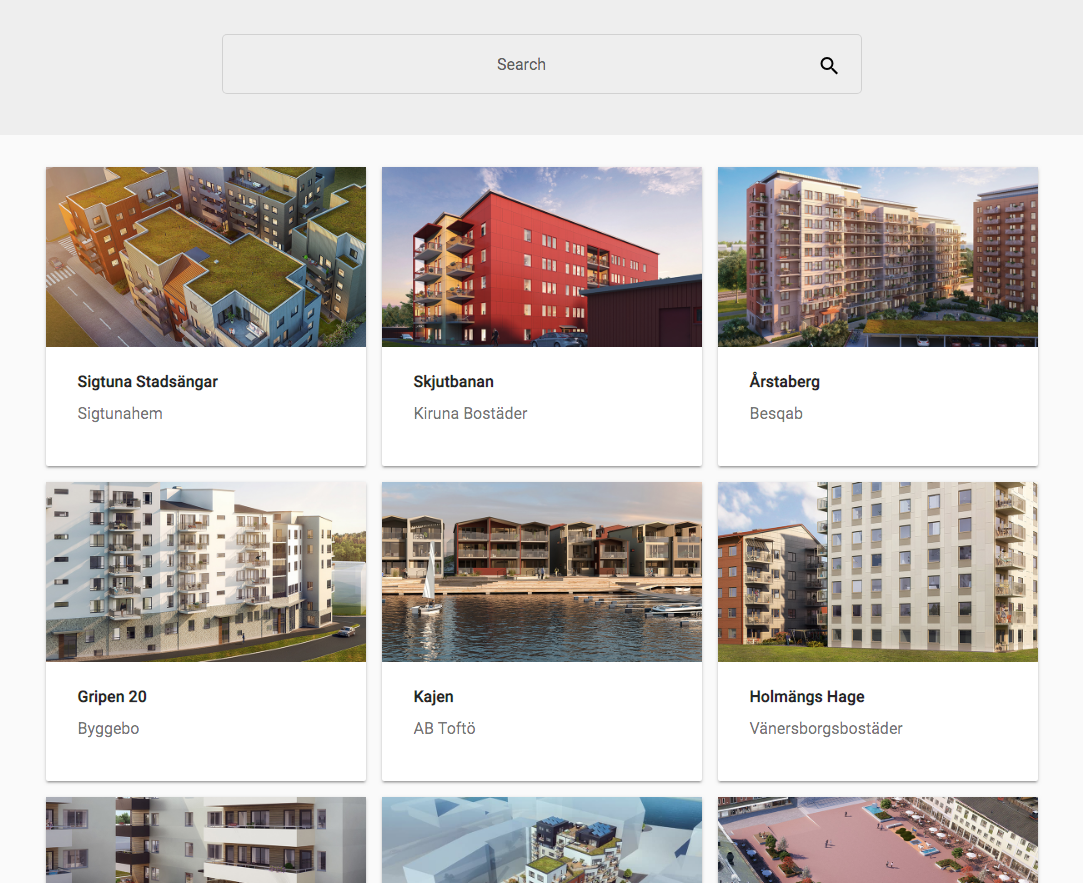 Search
Sigtuna Stadsängar
Sigtunahem
Skjutbanan
Kiruna Bostäder
Årstaberg
Besqab
Gripen 20
Byggebo
Kajen
AB Toftö
Holmängs Hage
Vänersborgsbostäder